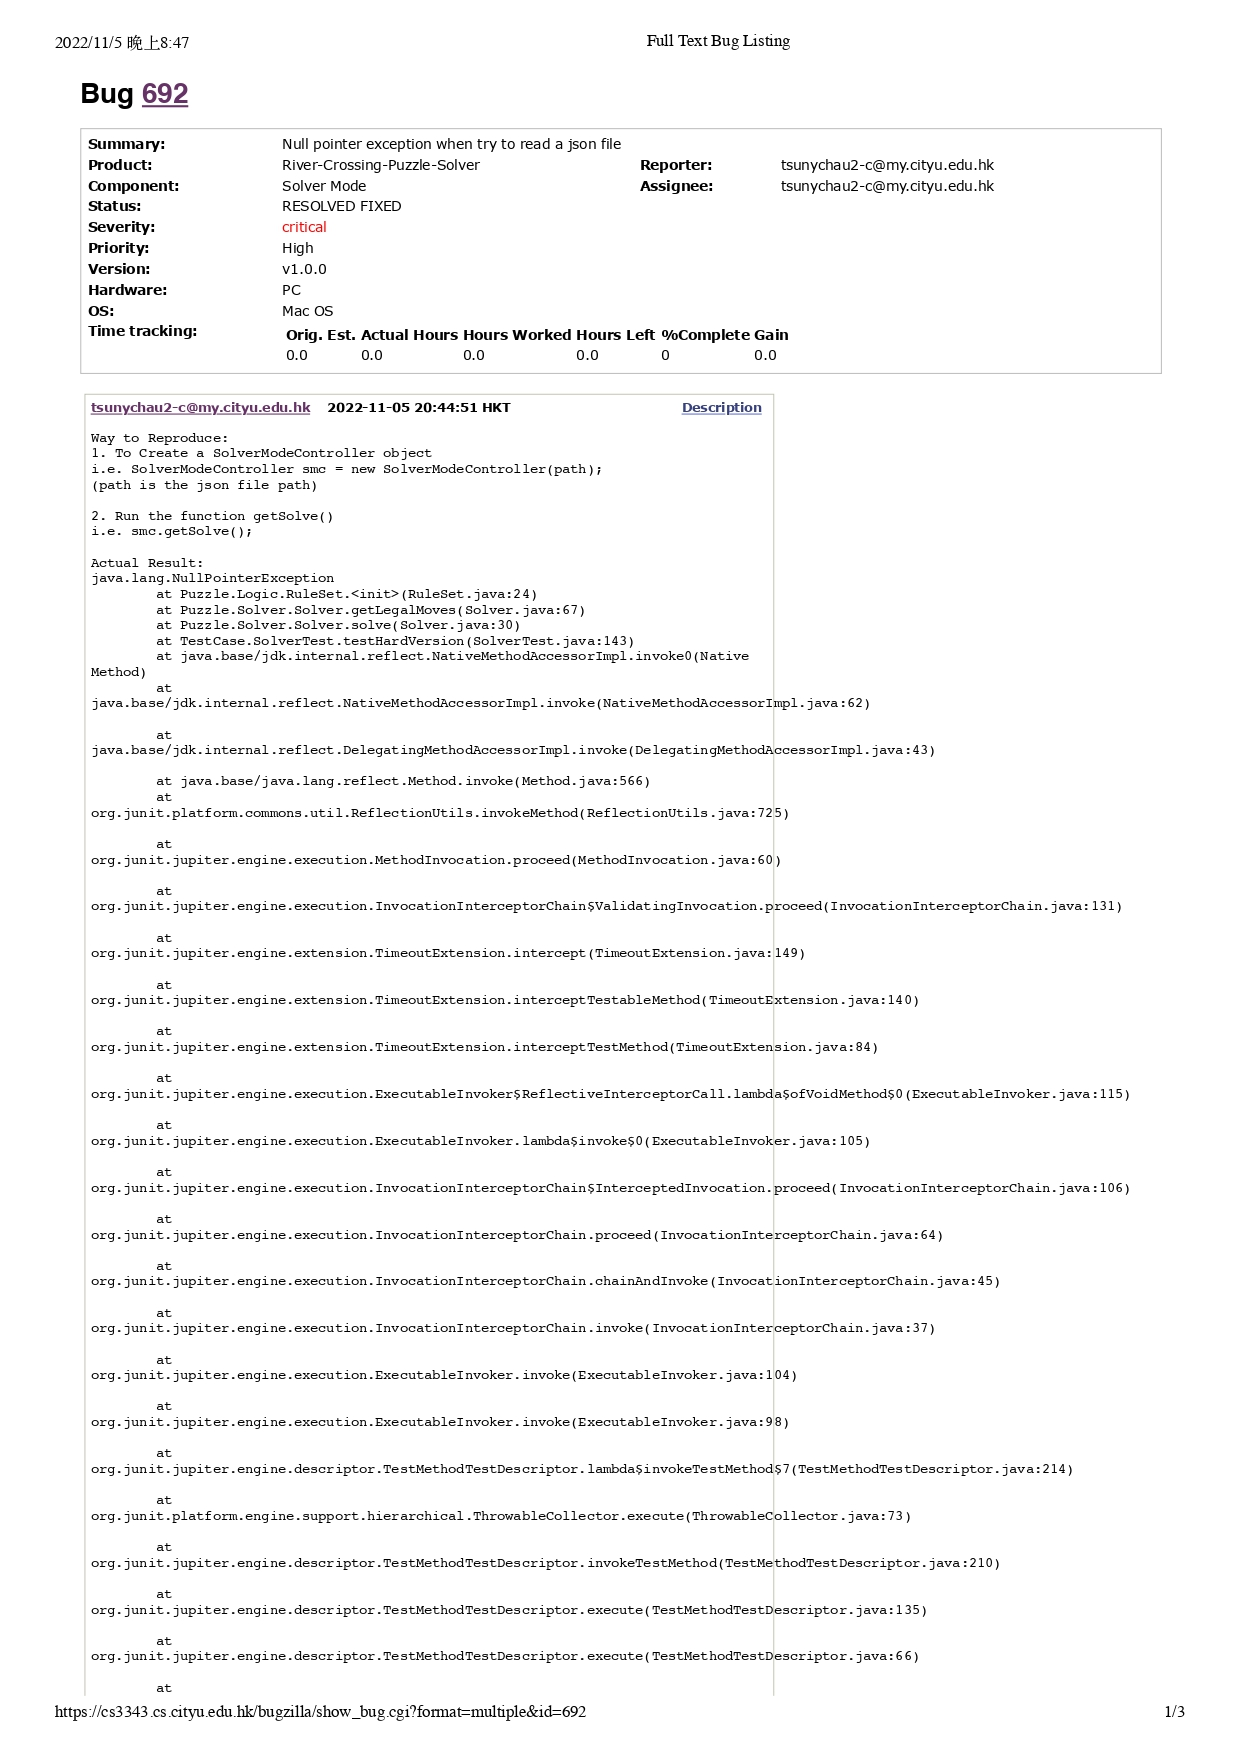 2022/11/5 晚上8:47 Full Text Bug Listing
Bug 692
Summary: Null pointer exception when try to read a json file
Product: River-Crossing-Puzzle-Solver Reporter: tsunychau2-c@my.cityu.edu.hk
Component: Solver Mode Assignee: tsunychau2-c@my.cityu.edu.hk
Status: RESOLVED FIXED
Severity: critical
Priority: High
Version: v1.0.0
Hardware: PC
OS: Mac OS
Time tracking: Orig. Est. Actual Hours Hours Worked Hours Left %Complete Gain
0.0 0.0 0.0 0.0 0 0.0
tsunychau2-c@my.cityu.edu.hk 2022-11-05 20:44:51 HKT Description
Way to Reproduce:
1. To Create a SolverModeController object
i.e. SolverModeController smc = new SolverModeController(path);
(path is the json file path)
2. Run the function getSolve()
i.e. smc.getSolve();
Actual Result:
java.lang.NullPointerException
at Puzzle.Logic.RuleSet.<init>(RuleSet.java:24)
at Puzzle.Solver.Solver.getLegalMoves(Solver.java:67)
at Puzzle.Solver.Solver.solve(Solver.java:30)
at TestCase.SolverTest.testHardVersion(SolverTest.java:143)
at java.base/jdk.internal.reflect.NativeMethodAccessorImpl.invoke0(Native
Method)
at
java.base/jdk.internal.reflect.NativeMethodAccessorImpl.invoke(NativeMethodAccessorImpl.java:62)
at
java.base/jdk.internal.reflect.DelegatingMethodAccessorImpl.invoke(DelegatingMethodAccessorImpl.java:43)
at java.base/java.lang.reflect.Method.invoke(Method.java:566)
at
org.junit.platform.commons.util.ReflectionUtils.invokeMethod(ReflectionUtils.java:725)
at
org.junit.jupiter.engine.execution.MethodInvocation.proceed(MethodInvocation.java:60)
at
org.junit.jupiter.engine.execution.InvocationInterceptorChain$ValidatingInvocation.proceed(InvocationInterceptorChain.java:131)
at
org.junit.jupiter.engine.extension.TimeoutExtension.intercept(TimeoutExtension.java:149)
at
org.junit.jupiter.engine.extension.TimeoutExtension.interceptTestableMethod(TimeoutExtension.java:140)
at
org.junit.jupiter.engine.extension.TimeoutExtension.interceptTestMethod(TimeoutExtension.java:84)
at
org.junit.jupiter.engine.execution.ExecutableInvoker$ReflectiveInterceptorCall.lambda$ofVoidMethod$0(ExecutableInvoker.java:115)
at
org.junit.jupiter.engine.execution.ExecutableInvoker.lambda$invoke$0(ExecutableInvoker.java:105)
at
org.junit.jupiter.engine.execution.InvocationInterceptorChain$InterceptedInvocation.proceed(InvocationInterceptorChain.java:106)
at
org.junit.jupiter.engine.execution.InvocationInterceptorChain.proceed(InvocationInterceptorChain.java:64)
at
org.junit.jupiter.engine.execution.InvocationInterceptorChain.chainAndInvoke(InvocationInterceptorChain.java:45)
at
org.junit.jupiter.engine.execution.InvocationInterceptorChain.invoke(InvocationInterceptorChain.java:37)
at
org.junit.jupiter.engine.execution.ExecutableInvoker.invoke(ExecutableInvoker.java:104)
at
org.junit.jupiter.engine.execution.ExecutableInvoker.invoke(ExecutableInvoker.java:98)
at
org.junit.jupiter.engine.descriptor.TestMethodTestDescriptor.lambda$invokeTestMethod$7(TestMethodTestDescriptor.java:214)
at
org.junit.platform.engine.support.hierarchical.ThrowableCollector.execute(ThrowableCollector.java:73)
at
org.junit.jupiter.engine.descriptor.TestMethodTestDescriptor.invokeTestMethod(TestMethodTestDescriptor.java:210)
at
org.junit.jupiter.engine.descriptor.TestMethodTestDescriptor.execute(TestMethodTestDescriptor.java:135)
at
org.junit.jupiter.engine.descriptor.TestMethodTestDescriptor.execute(TestMethodTestDescriptor.java:66)
at
https://cs3343.cs.cityu.edu.hk/bugzilla/show_bug.cgi?format=multiple&id=692 1/3